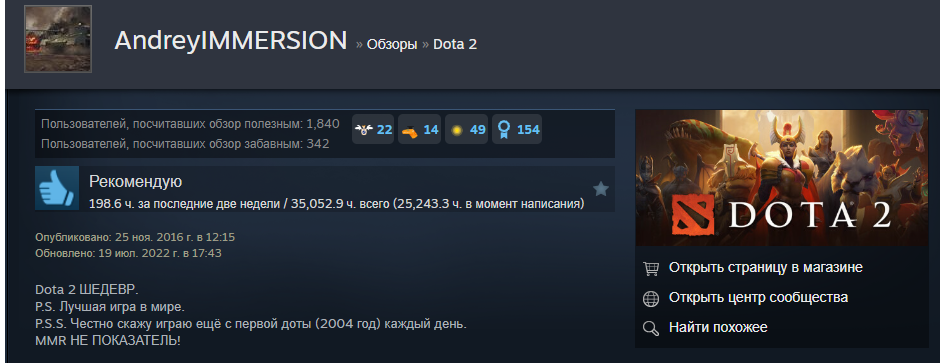 AndreyIMMERSION » Обзоры » Dota 2
Пользователей, посчитавших обзор полезным: 1,840
Пользователей, посчитавших обзор забавным: 342
22 14 49 154
Рекомендую
198.6 ч. за последние две недели / 35,052.9 ч. всего (25,243.3 ч. в момент написания)
Опубликовано: 25 ноя. 2016 г. в 12:15
Обновлено: 19 июл. 2022 г. в 17:43
Dota 2 ШЕДЕВР.
P.S. Лучшая игра в мире.
P.S.S. Честно скажу играю ещё с первой доты (2004 год) каждый день.
MMR НЕ ПОКАЗАТЕЛЬ!
DOTA 2
Открыть страницу в магазине
Открыть центр сообщества
Найти похожее